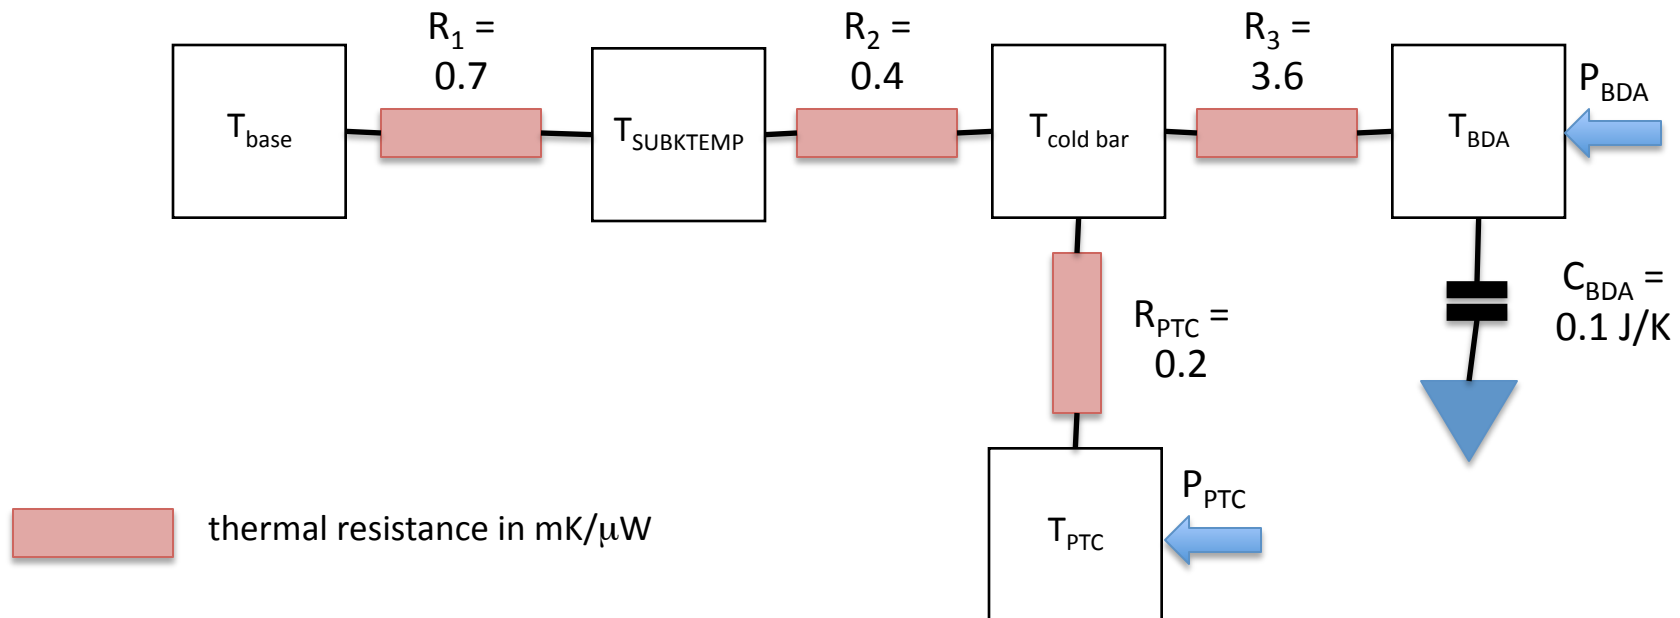 R1 =
0.7
R2 =
0.4
R3 =
3.6
PBDA
Tbase
TSUBKTEMP
Tcold bar
TBDA
RPTC =
0.2
CBDA =
0.1 J/K
PPTC
TPTC
thermal resistance in mK/μW